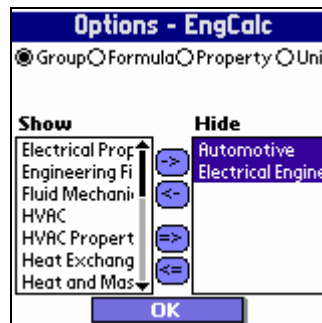 Options - EngCalc
Group Formula Property Uni
Show Hide
Electrical Prop
Engineering Fi
Fluid Mechani
HVAC
HVAC Propert
Heat Exchang
Heat and Mas
->
<-
=>
<=
Automotive
Electrical Engine
OK